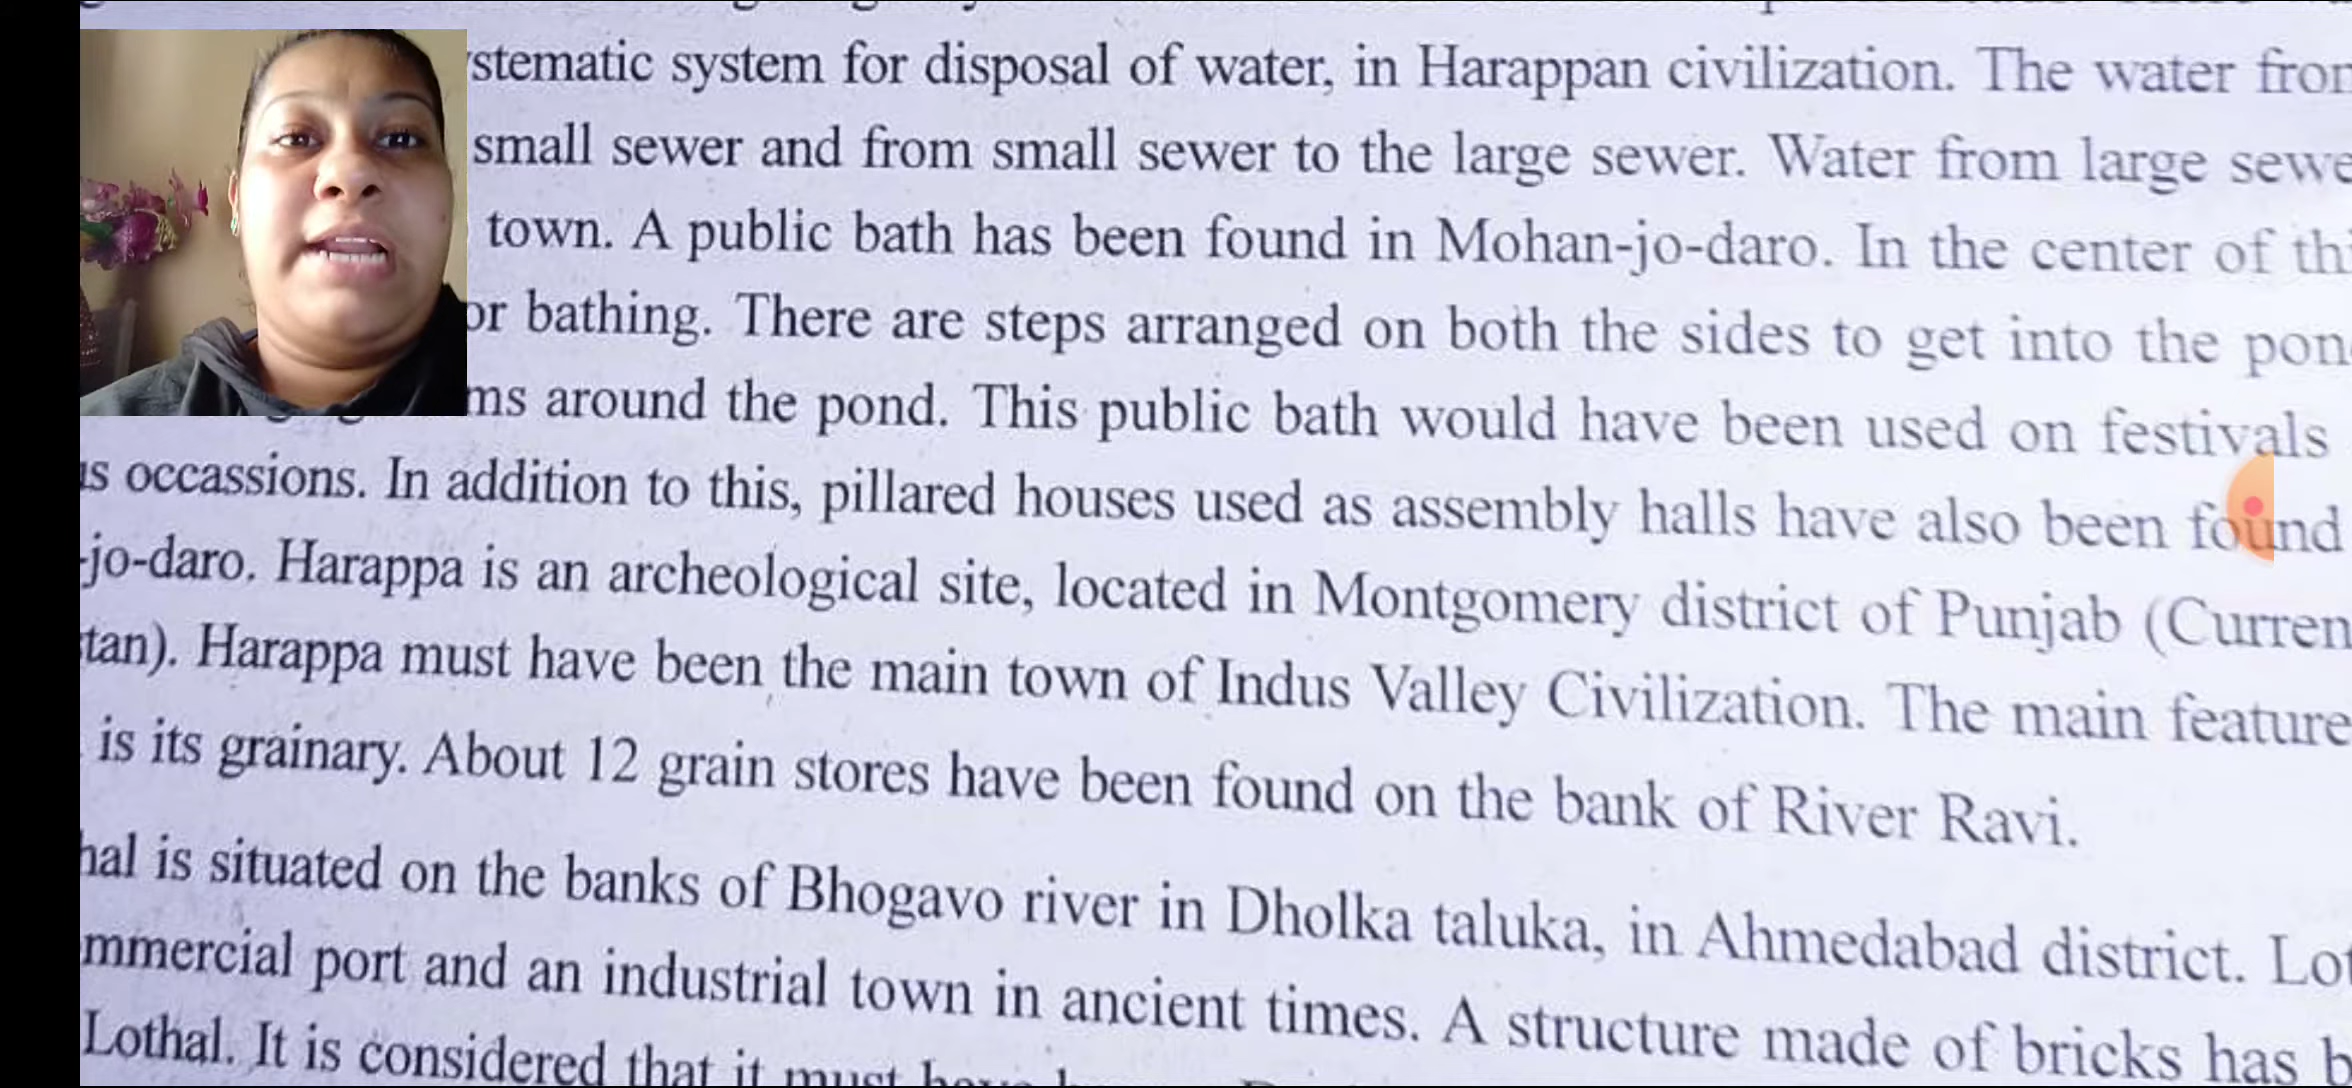 system for disposal of water, in Harappan civilization. The water
small sewer and from small sewer to the large sewer. Water from large
town. A public bath has been found in Mohan-jo-daro. In the center of
bathing. There are steps arranged on both the sides to get into the
around the pond. This public bath would have been used on festivals
occassions. In addition to this, pillared houses used as assembly halls have also been found
-jo-daro. Harappa is an archeological site, located in Montgomery district of Punjab (Curren
tan). Harappa must have been the main town of Indus Valley Civilization. The main feature
is its grainary. About 12 grain stores have been found on the bank of River Ravi.
hal is situated on the banks of Bhogavo river in Dholka taluka, in Ahmedabad district.
mmercial port and an industrial town in ancient times. A structure made of bricks has
Lothal. It is considered that it must